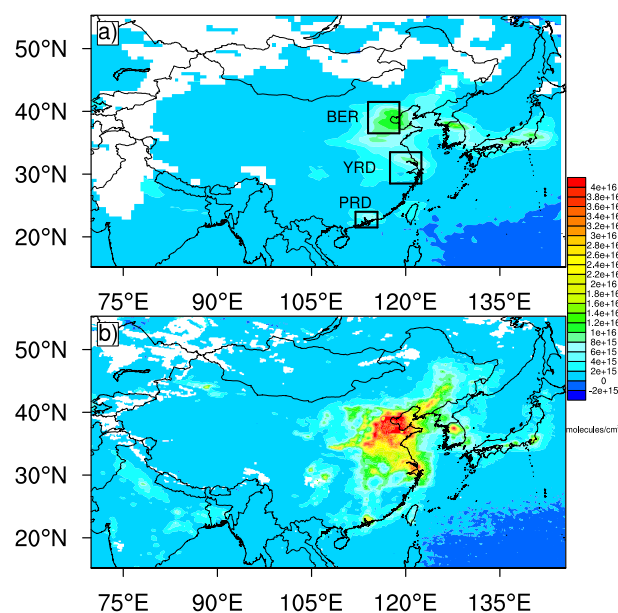 a)
55°N
50°N
40°N
30°N
20°N
BER
YRD
PRD
75°E 90°E 105°E 120°E 135°E
4e+16
3.8e+16
3.6e+16
3.4e+16
3.2e+16
3e+16
2.8e+16
2.6e+16
2.4e+16
2.2e+16
2e+16
1.8e+16
1.6e+16
1.4e+16
1.2e+16
1e+16
8e+15
6e+15
4e+15
2e+15
0
-2e+15
molecules/cm
b)
50°N
40°N
30°N
20°N
75°E 90°E 105°E 120°E 135°E